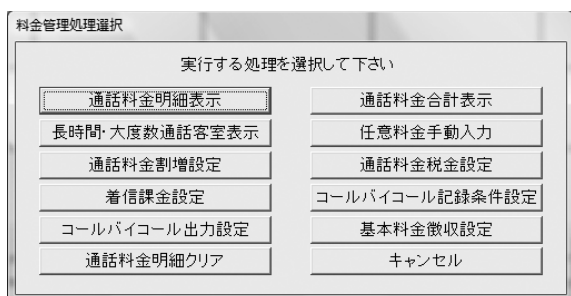 料金管理処理選択
実行する処理を選択して下さい
通話料金明細表示
通話料金合計表示
長時間・大度数通話客室表示
任意料金手動入力
通話料金割増設定
通話料金税金設定
着信課金設定
コールバイコール記録条件設定
コールバイコール出力設定
基本料金徴収設定
通話料金明細クリア
キャンセル